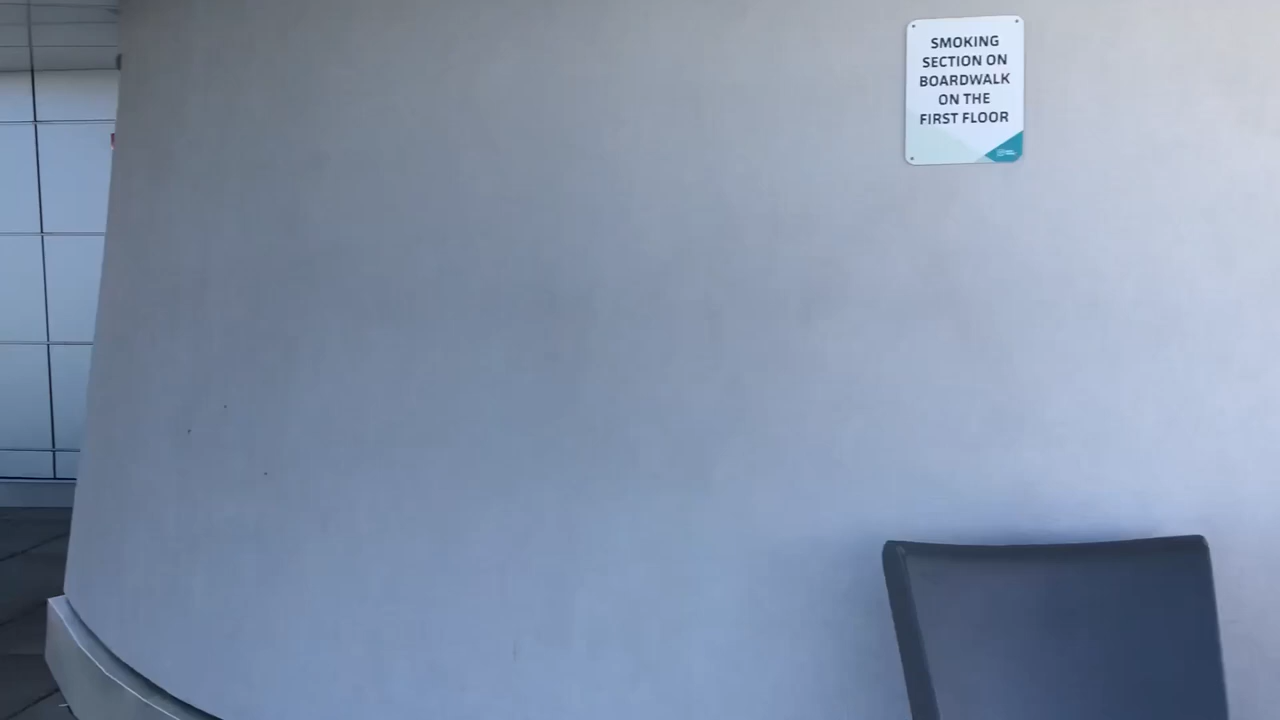 SMOKING
SECTION ON
BOARDWALK
ON THE
FIRST FLOOR